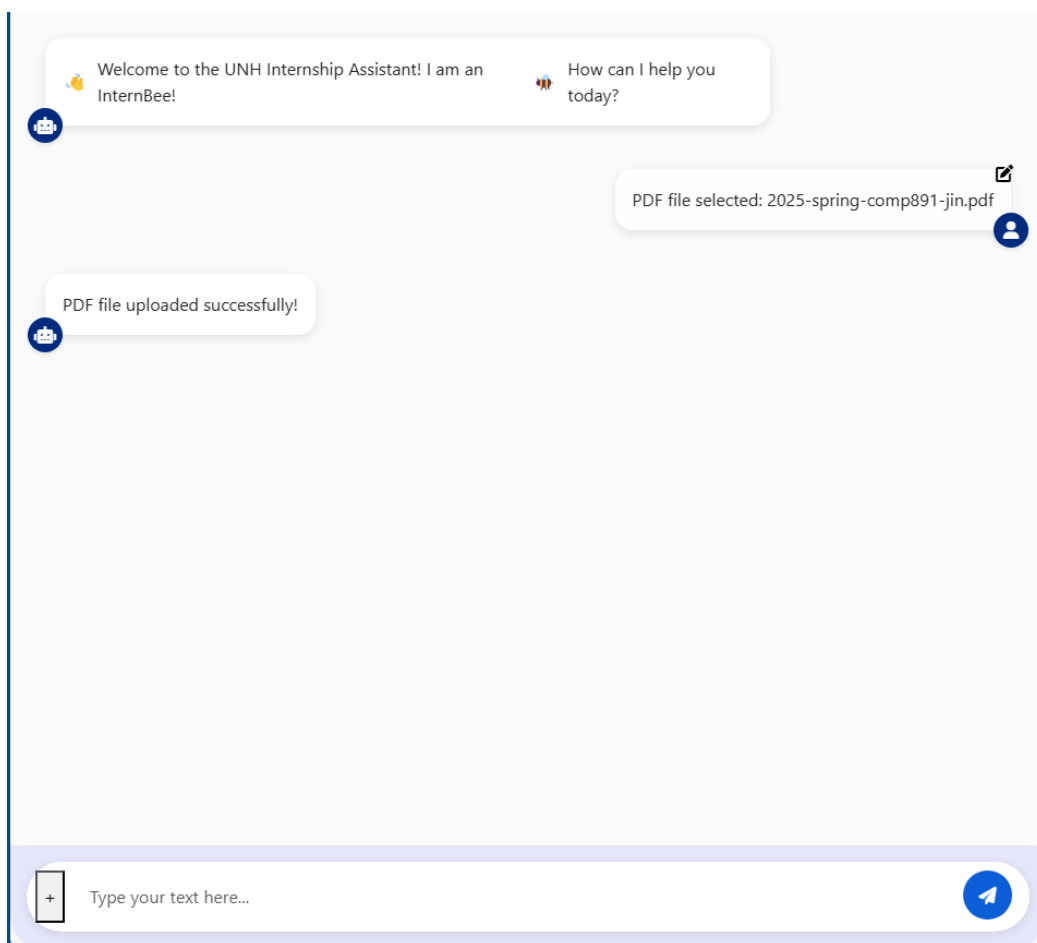 👋 Welcome to the UNH Internship Assistant! I am an
InternBee!
🐝 How can I help you
today?
PDF file selected: 2025-spring-comp891-jin.pdf
PDF file uploaded successfully!
+
Type your text here...